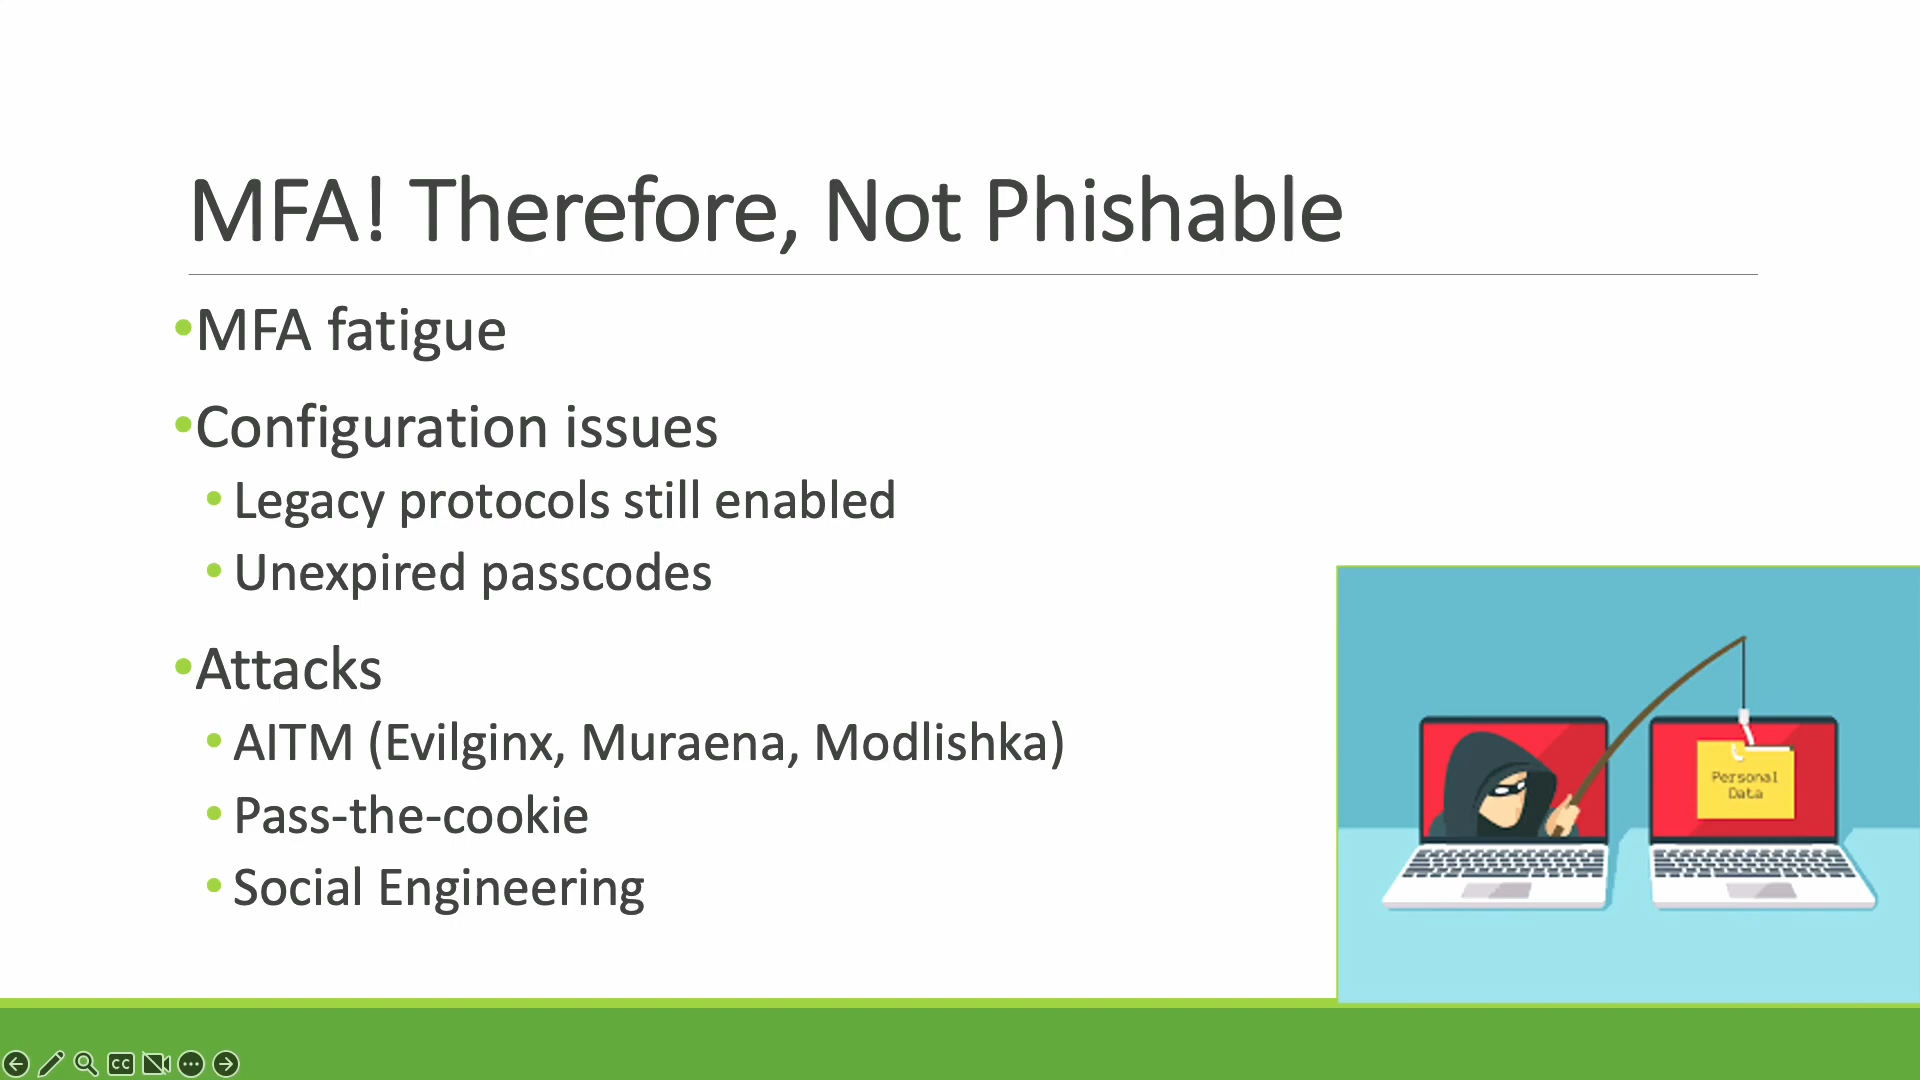 MFA! Therefore, Not Phishable
•MFA fatigue
•Configuration issues
•Legacy protocols still enabled
•Unexpired passcodes
•Attacks
•AITM (Evilginx, Muraena, Modlishka)
•Pass-the-cookie
•Social Engineering
Personal
Data
CC